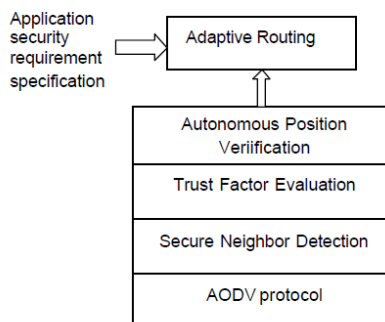 Application
security
requirement
specification
Adaptive Routing
Autonomous Position
Veriification
Trust Factor Evaluation
Secure Neighbor Detection
AODV protocol